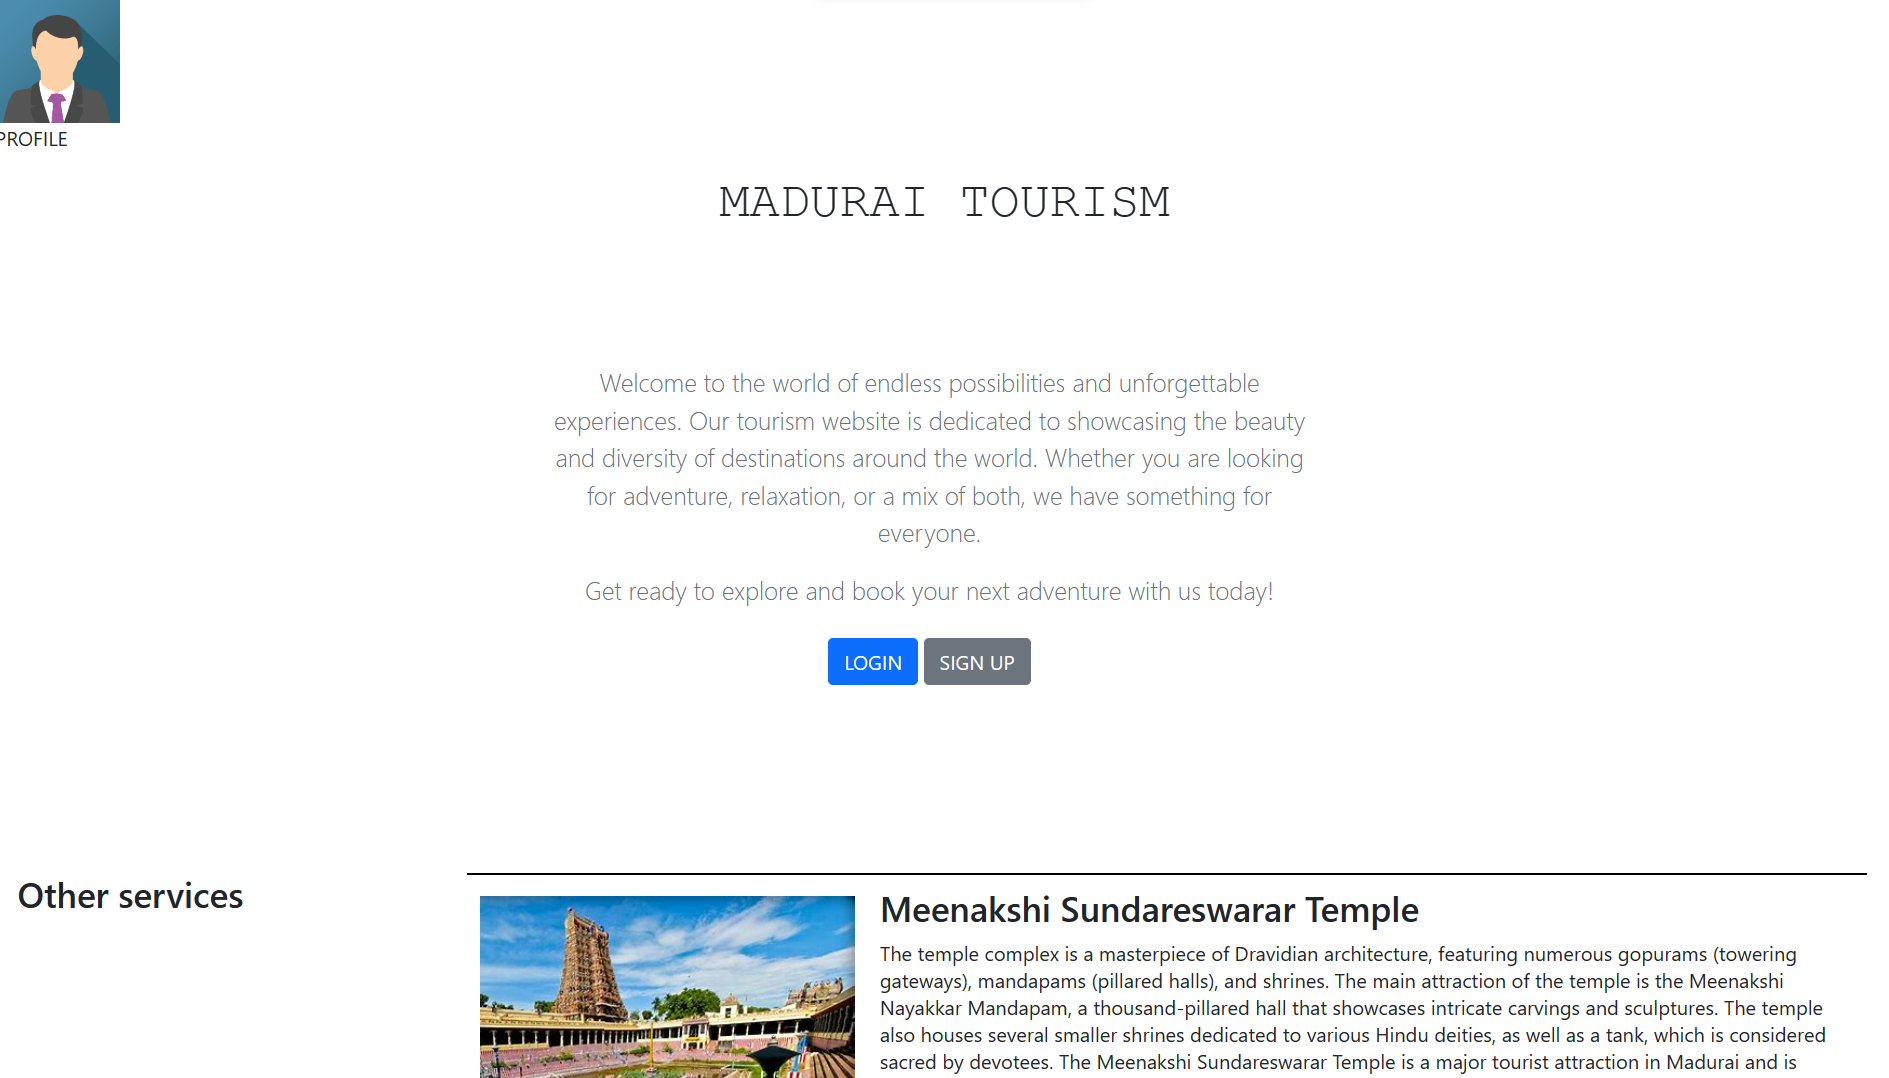 PROFILE
MADURAI TOURISM
Welcome to the world of endless possibilities and unforgettable
experiences. Our tourism website is dedicated to showcasing the beauty
and diversity of destinations around the world. Whether you are looking
for adventure, relaxation, or a mix of both, we have something for
everyone.
Get ready to explore and book your next adventure with us today!
LOGIN SIGN UP
Other services
Meenakshi Sundareswarar Temple
The temple complex is a masterpiece of Dravidian architecture, featuring numerous gopurams (towering
gateways), mandapams (pillared halls), and shrines. The main attraction of the temple is the Meenakshi
Nayakkar Mandapam, a thousand-pillared hall that showcases intricate carvings and sculptures. The temple
also houses several smaller shrines dedicated to various Hindu deities, as well as a tank, which is considered
sacred by devotees. The Meenakshi Sundareswarar Temple is a major tourist attraction in Madurai and is